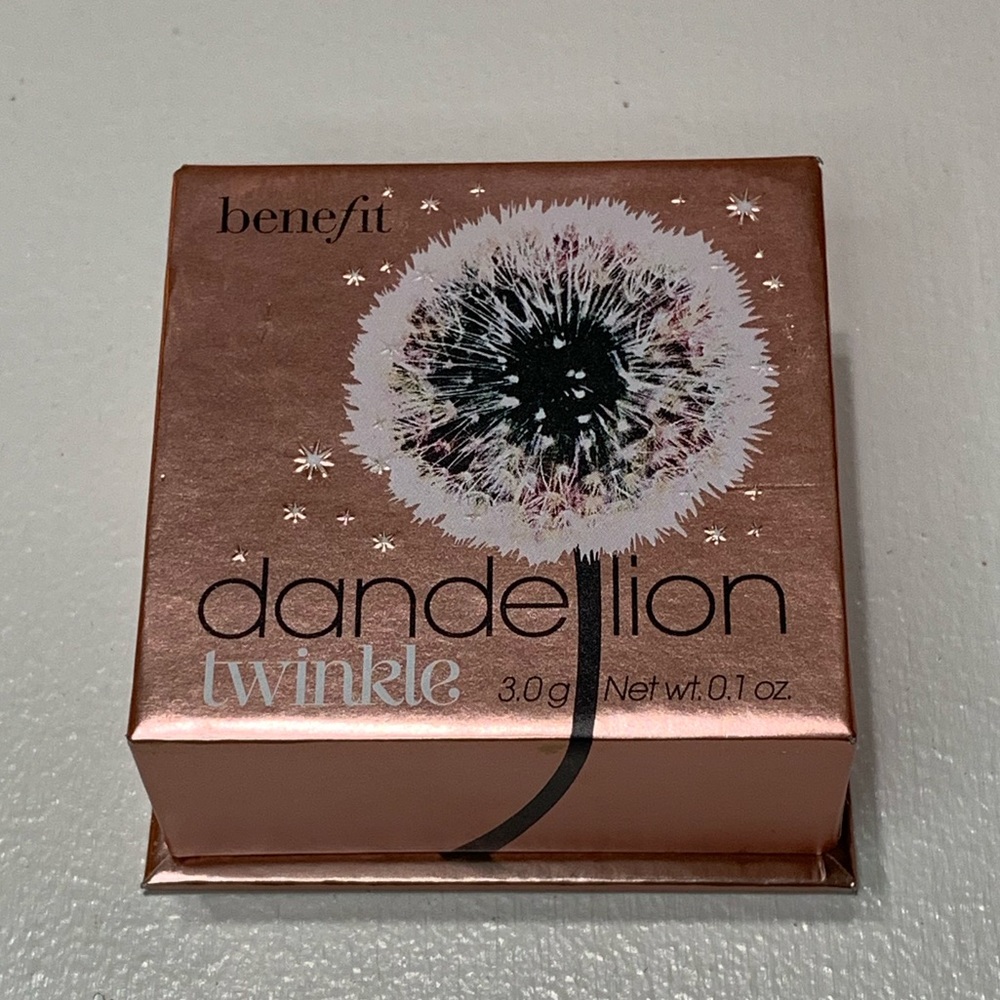 benefit
dandelion
twinkle
3.0 g Net wt. 0.1 oz.